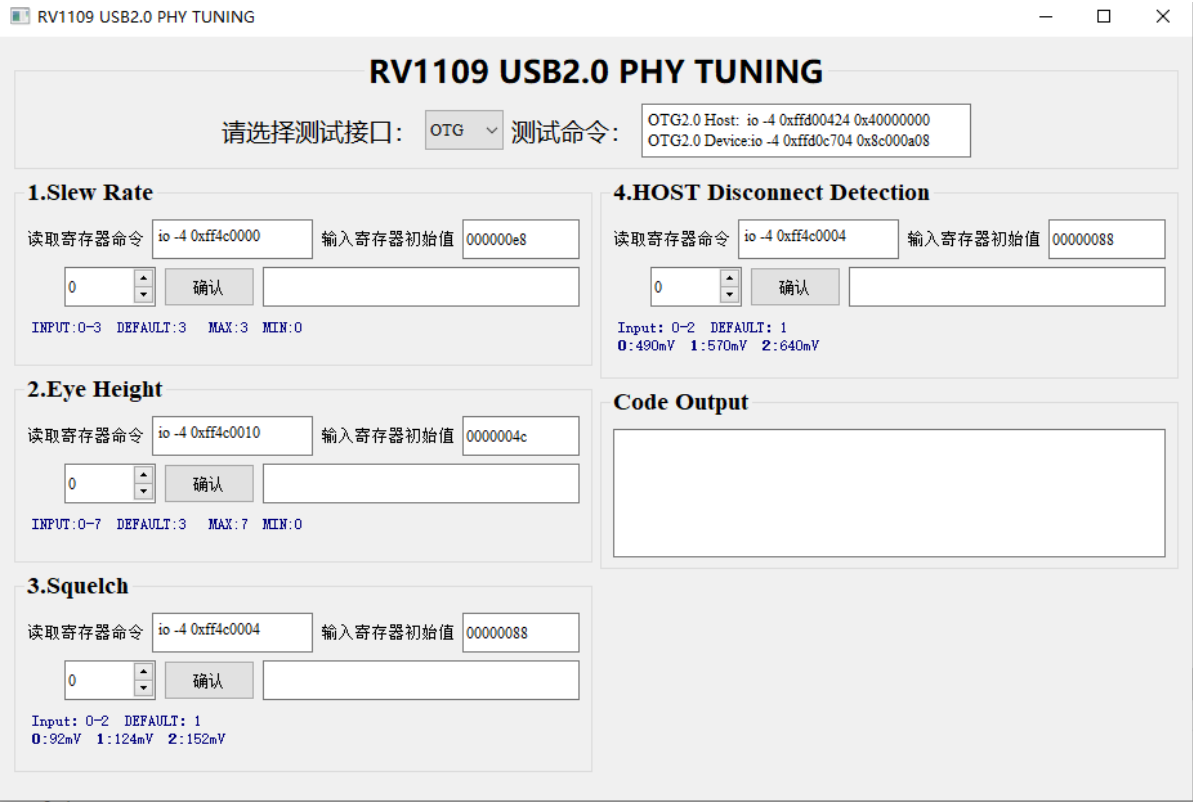 RV1109 USB2.0 PHY TUNING
RV1109 USB2.0 PHY TUNING
请选择测试接口： OTG 测试命令：
OTG2.0 Host:  io -4 0xffd00424 0x40000000
OTG2.0 Device:io -4 0xffd0c704 0x8c000a08
1.Slew Rate
读取寄存器命令 io -4 0xff4c0000 输入寄存器初始值 000000e8
0 确认
INPUT:0-3  DEFAULT:3   MAX:3  MIN:0
2.Eye Height
读取寄存器命令 io -4 0xff4c0010 输入寄存器初始值 0000004c
0 确认
INPUT:0-7  DEFAULT:3   MAX:7  MIN:0
3.Squelch
读取寄存器命令 io -4 0xff4c0004 输入寄存器初始值 00000088
0 确认
Input: 0-2  DEFAULT: 1
0:92mV  1:124mV  2:152mV
4.HOST Disconnect Detection
读取寄存器命令 io -4 0xff4c0004 输入寄存器初始值 00000088
0 确认
Input: 0-2  DEFAULT: 1
0:490mV  1:570mV  2:640mV
Code Output